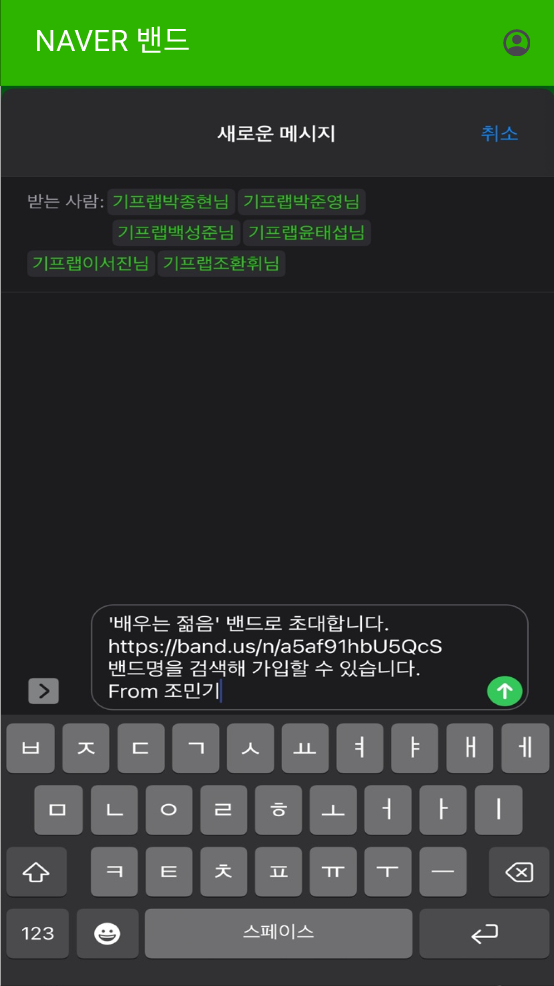 NAVER 밴드
새로운 메시지 취소
받는 사람: 기프랩박종현님 기프랩박준영님
기프랩백성준님 기프랩윤태섭님
기프랩이서진님 기프랩조환휘님
'배우는 젊음' 밴드로 초대합니다.
https://band.us/n/a5af91hbU5QcS
밴드명을 검색해 가입할 수 있습니다.
From 조민기
ㅂ ㅈ ㄷ ㄱ ㅅ ㅛ ㅕ ㅑ ㅐ ㅔ
ㅁ ㄴ ㅇ ㄹ ㅎ ㅗ ㅓ ㅏ ㅣ
ㅋ ㅌ ㅊ ㅍ ㅠ ㅜ ㅡ
123 스페이스